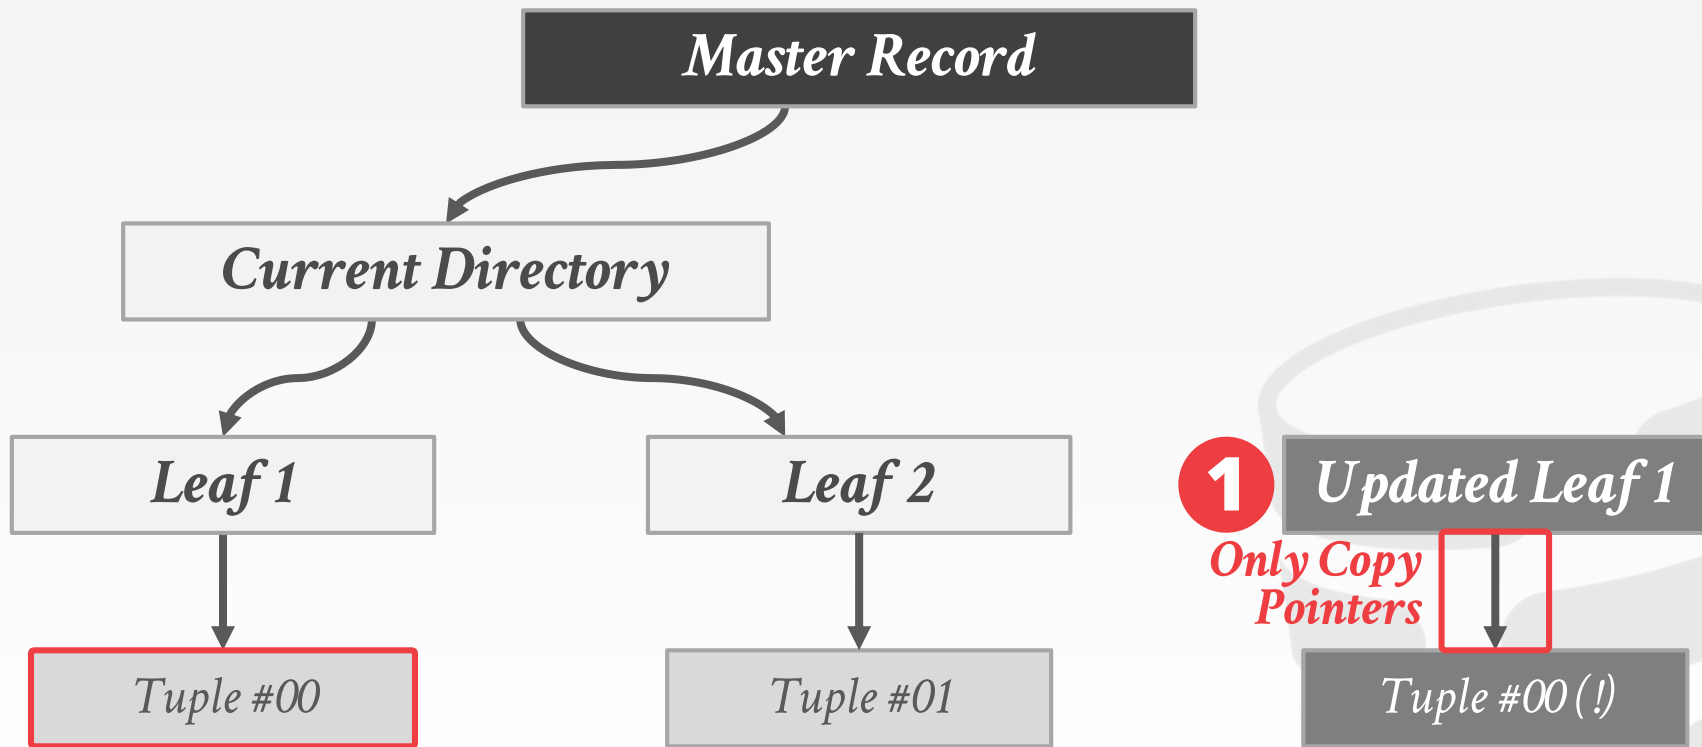 Master Record
Current Directory
Leaf 1
Leaf 2
1
Updated Leaf 1
Only Copy
Pointers
Tuple #00
Tuple #01
Tuple #00 (!)